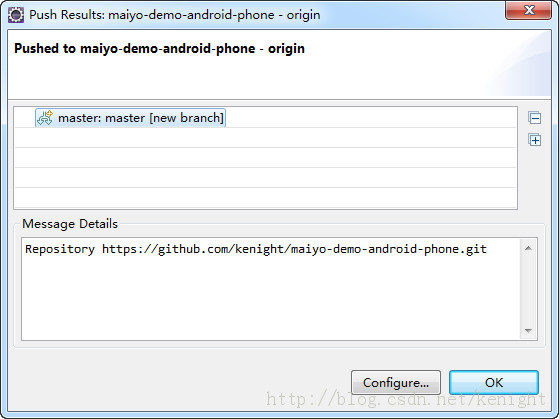 Push Results: maiyo-demo-android-phone - origin
Pushed to maiyo-demo-android-phone - origin
master: master [new branch]
Message Details
Repository https://github.com/kenight/maiyo-demo-android-phone.git
Configure... OK
http://blog.csdn.net/kenight